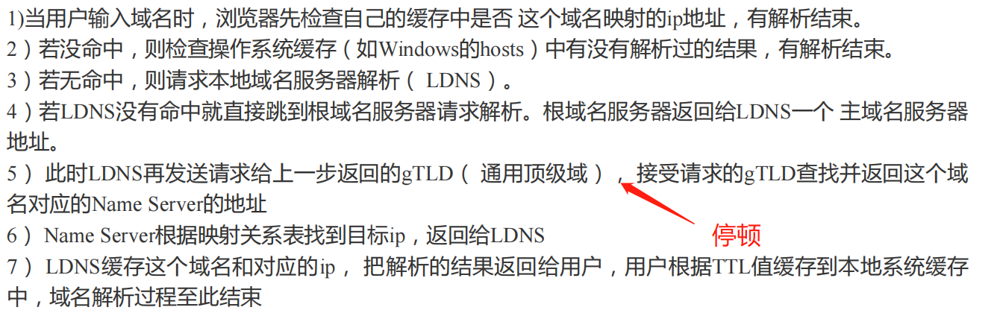 1)当用户输入域名时，浏览器先检查自己的缓存中是否 这个域名映射的ip地址，有解析结束。
2）若没命中，则检查操作系统缓存（如Windows的hosts）中有没有解析过的结果，有解析结束。
3）若无命中，则请求本地域名服务器解析（ LDNS ）。
4）若LDNS没有命中就直接跳到根域名服务器请求解析。根域名服务器返回给LDNS一个 主域名服务器
地址。
5） 此时LDNS再发送请求给上一步返回的gTLD（ 通用顶级域 ），接受请求的gTLD查找并返回这个域
名对应的Name Server的地址
停顿
6） Name Server根据映射关系表找到目标ip，返回给LDNS
7） LDNS缓存这个域名和对应的ip， 把解析的结果返回给用户，用户根据TTL值缓存到本地系统缓存
中，域名解析过程至此结束